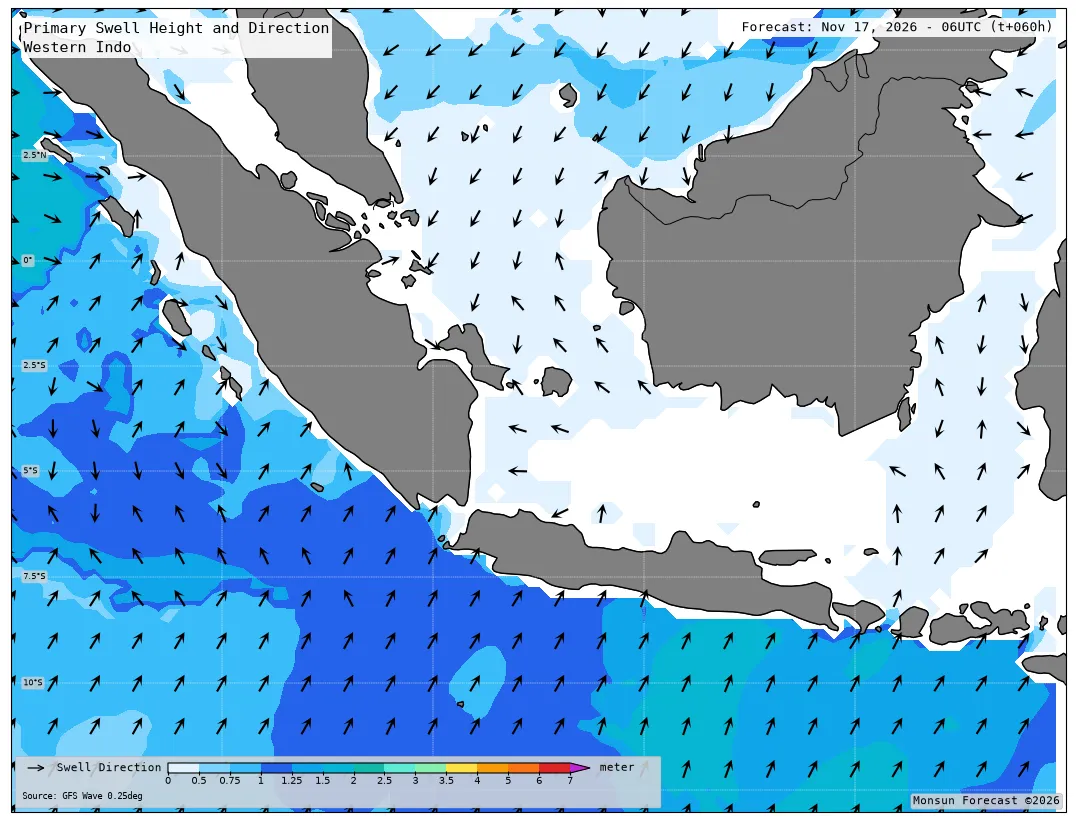 Primary Swell Height and Direction
Western Indo
Forecast: Nov 17, 2026 - 06UTC (t+060h)
2.5°N
0°
2.5°S
5°S
7.5°S
10°S
Swell Direction
0 0.5 0.75 1 1.25 1.5 2 2.5 3 3.5 4 5 6 7
meter
Source: GFS Wave 0.25deg
Monsun Forecast ©2026